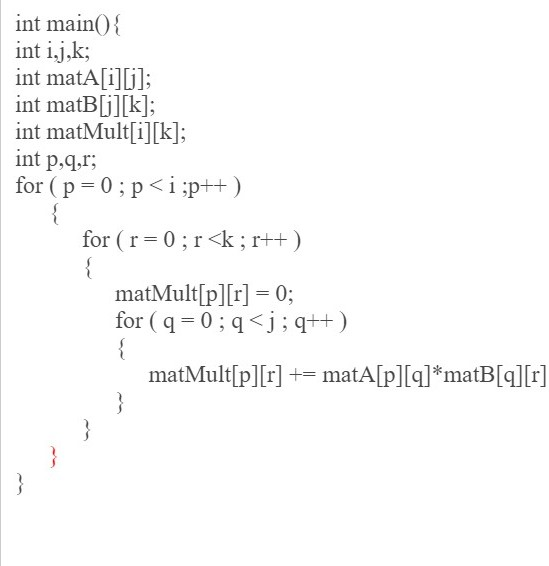 int main(){
int i,j,k;
int matA[i][j];
int matB[j][k];
int matMult[i][k];
int p,q,r;
for ( p = 0 ; p < i ;p++ )
{
for ( r = 0 ; r <k ; r++ )
{
matMult[p][r] = 0;
for ( q = 0 ; q < j ; q++ )
{
matMult[p][r] += matA[p][q]*matB[q][r]
}
}
}
}